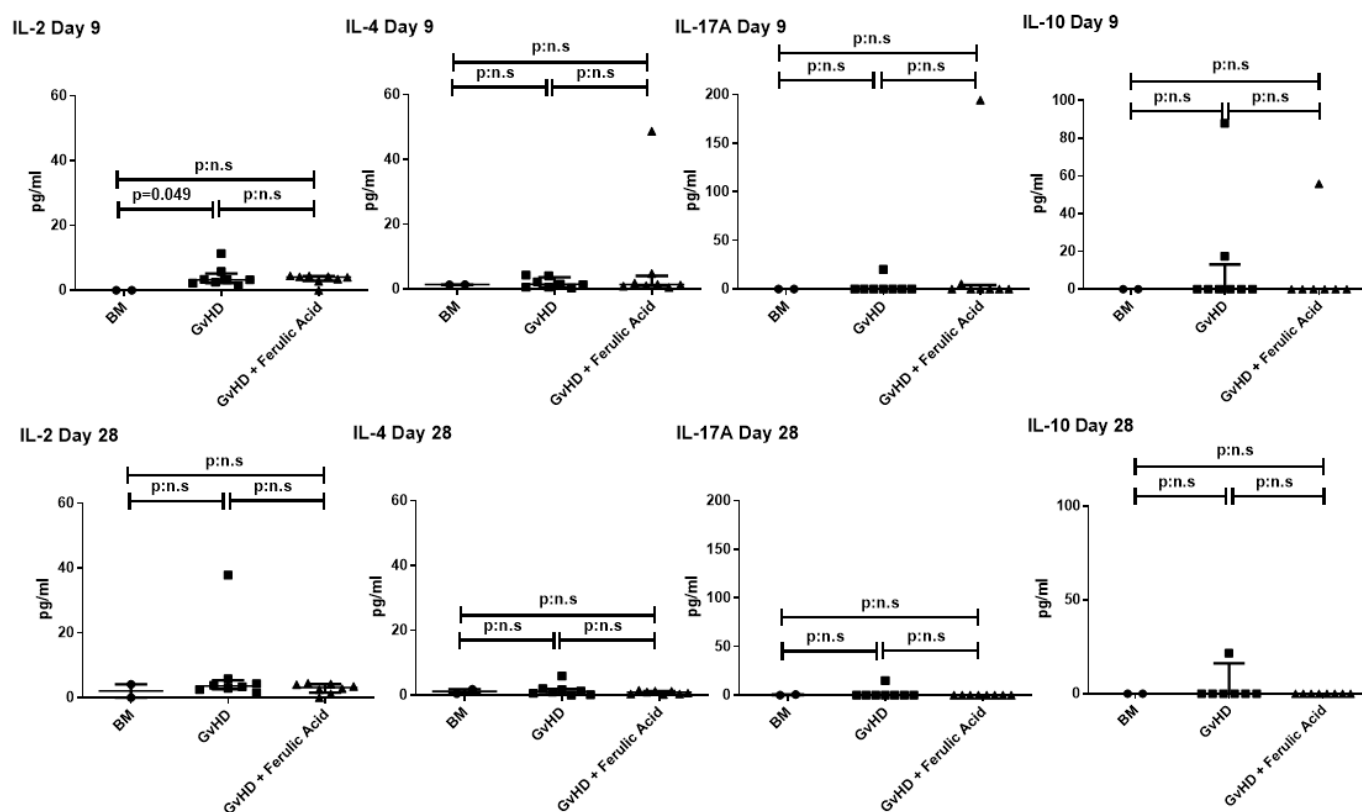 IL-2 Day 9
p:n.s
p=0.049
p:n.s
60
40
20
0
pg/ml
BM
GvHD
GvHD + Ferulic Acid
IL-4 Day 9
p:n.s
p:n.s
p:n.s
60
40
20
0
pg/ml
BM
GvHD
GvHD + Ferulic Acid
IL-17A Day 9
p:n.s
p:n.s
p:n.s
200
150
100
50
0
pg/ml
BM
GvHD
GvHD + Ferulic Acid
IL-10 Day 9
p:n.s
p:n.s
p:n.s
100
80
60
40
20
0
pg/ml
BM
GvHD
GvHD + Ferulic Acid
IL-2 Day 28
p:n.s
p:n.s
p:n.s
60
40
20
0
pg/ml
BM
GvHD
GvHD + Ferulic Acid
IL-4 Day 28
p:n.s
p:n.s
p:n.s
60
40
20
0
pg/ml
BM
GvHD
GvHD + Ferulic Acid
IL-17A Day 28
p:n.s
p:n.s
p:n.s
200
150
100
50
0
pg/ml
BM
GvHD
GvHD + Ferulic Acid
IL-10 Day 28
p:n.s
p:n.s
p:n.s
100
50
0
pg/ml
BM
GvHD
GvHD + Ferulic Acid